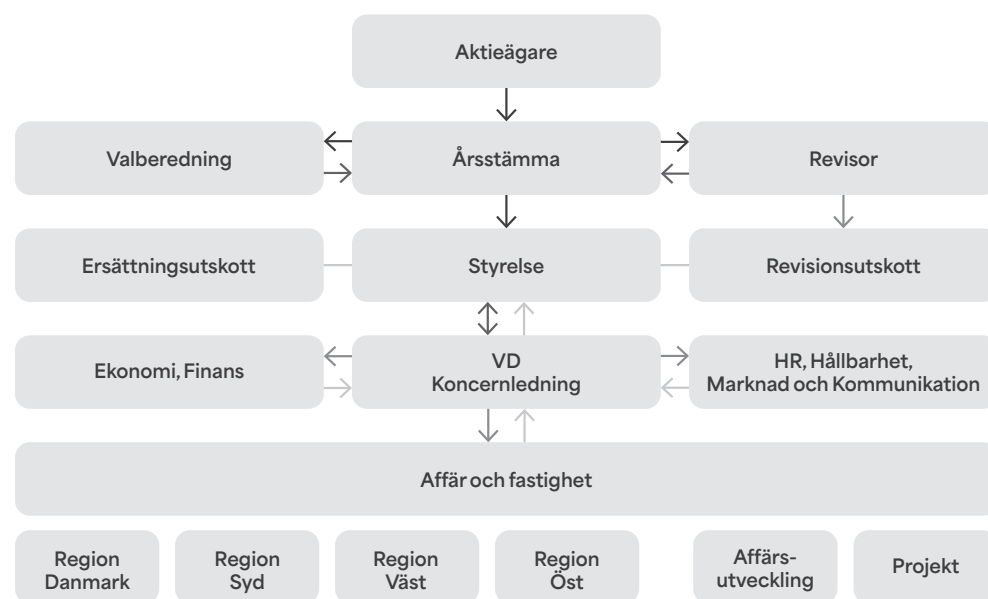 Aktieägare
Valberedning
Årsstämma
Revisor
Ersättningsutskott
Styrelse
Revisionsutskott
Ekonomi, Finans
VD
Koncernledning
HR, Hållbarhet,
Marknad och Kommunikation
Affär och fastighet
Region
Danmark
Region
Syd
Region
Väst
Region
Öst
Affärs-
utveckling
Projekt